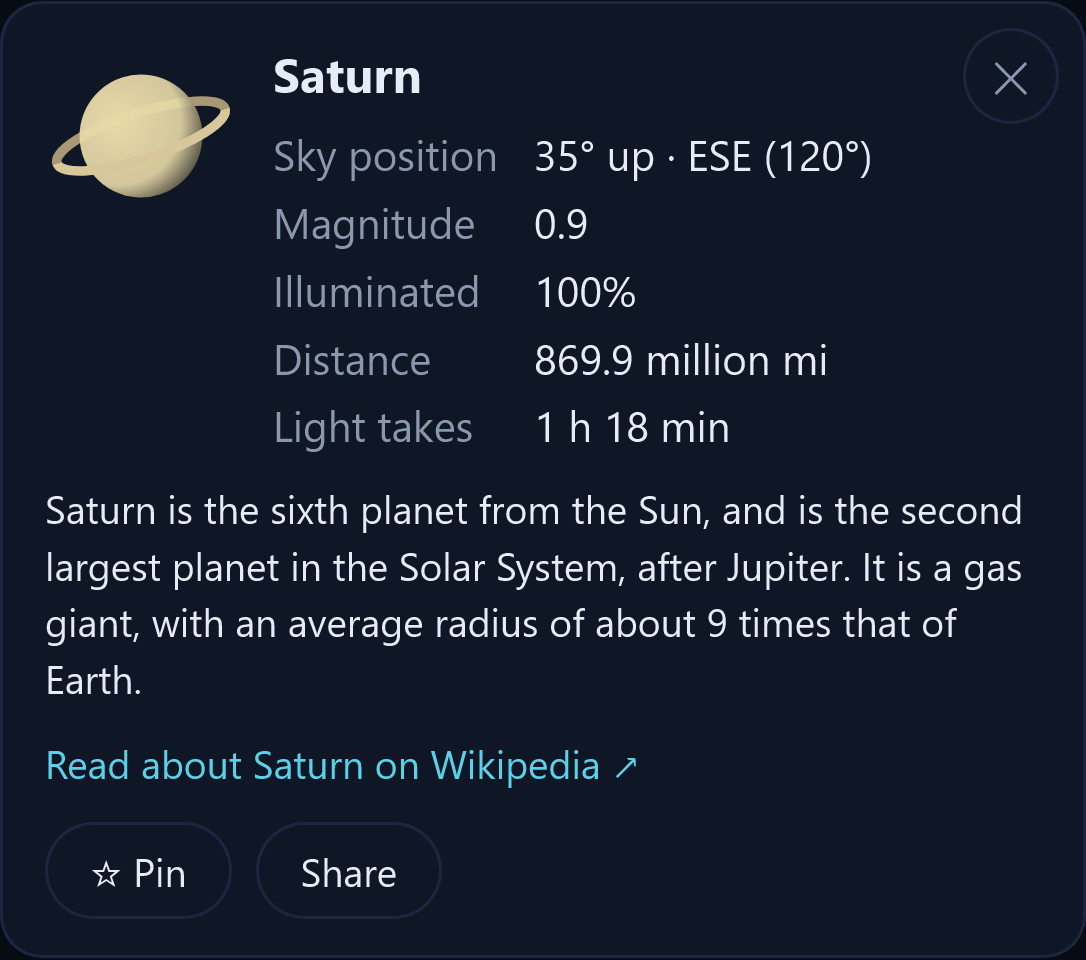 Saturn
Sky position 35° up · ESE (120°)
Magnitude 0.9
Illuminated 100%
Distance 869.9 million mi
Light takes 1 h 18 min
Saturn is the sixth planet from the Sun, and is the second
largest planet in the Solar System, after Jupiter. It is a gas
giant, with an average radius of about 9 times that of
Earth.
Read about Saturn on Wikipedia ↗
☆ Pin Share